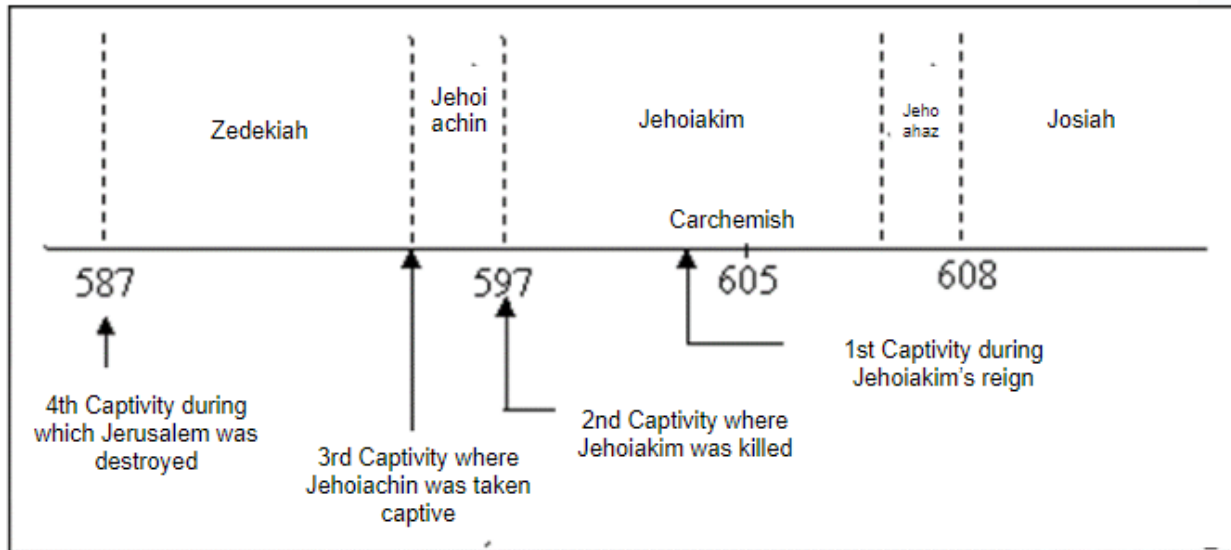 Zedekiah
Jehoi
achin
Jehoiakim
Jeho
ahaz
Josiah
Carchemish
587
597
605
608
4th Captivity during
which Jerusalem was
destroyed
3rd Captivity where
Jehoiachin was taken
captive
2nd Captivity where
Jehoiakim was killed
1st Captivity during
Jehoiakim's reign